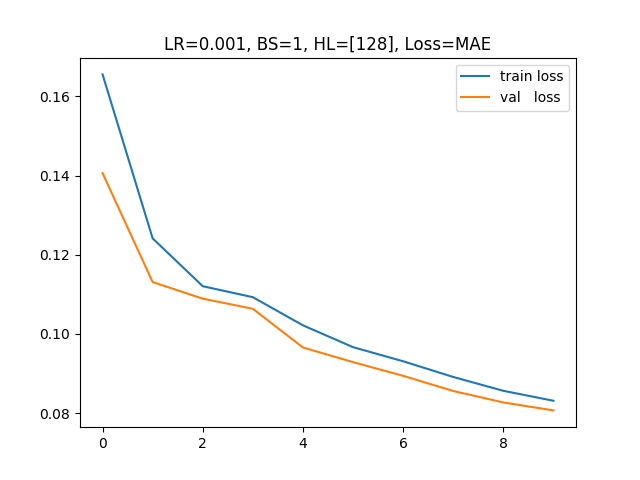 LR=0.001, BS=1, HL=[128], Loss=MAE
train loss
val   loss
0.16
0.14
0.12
0.10
0.08
0 2 4 6 8